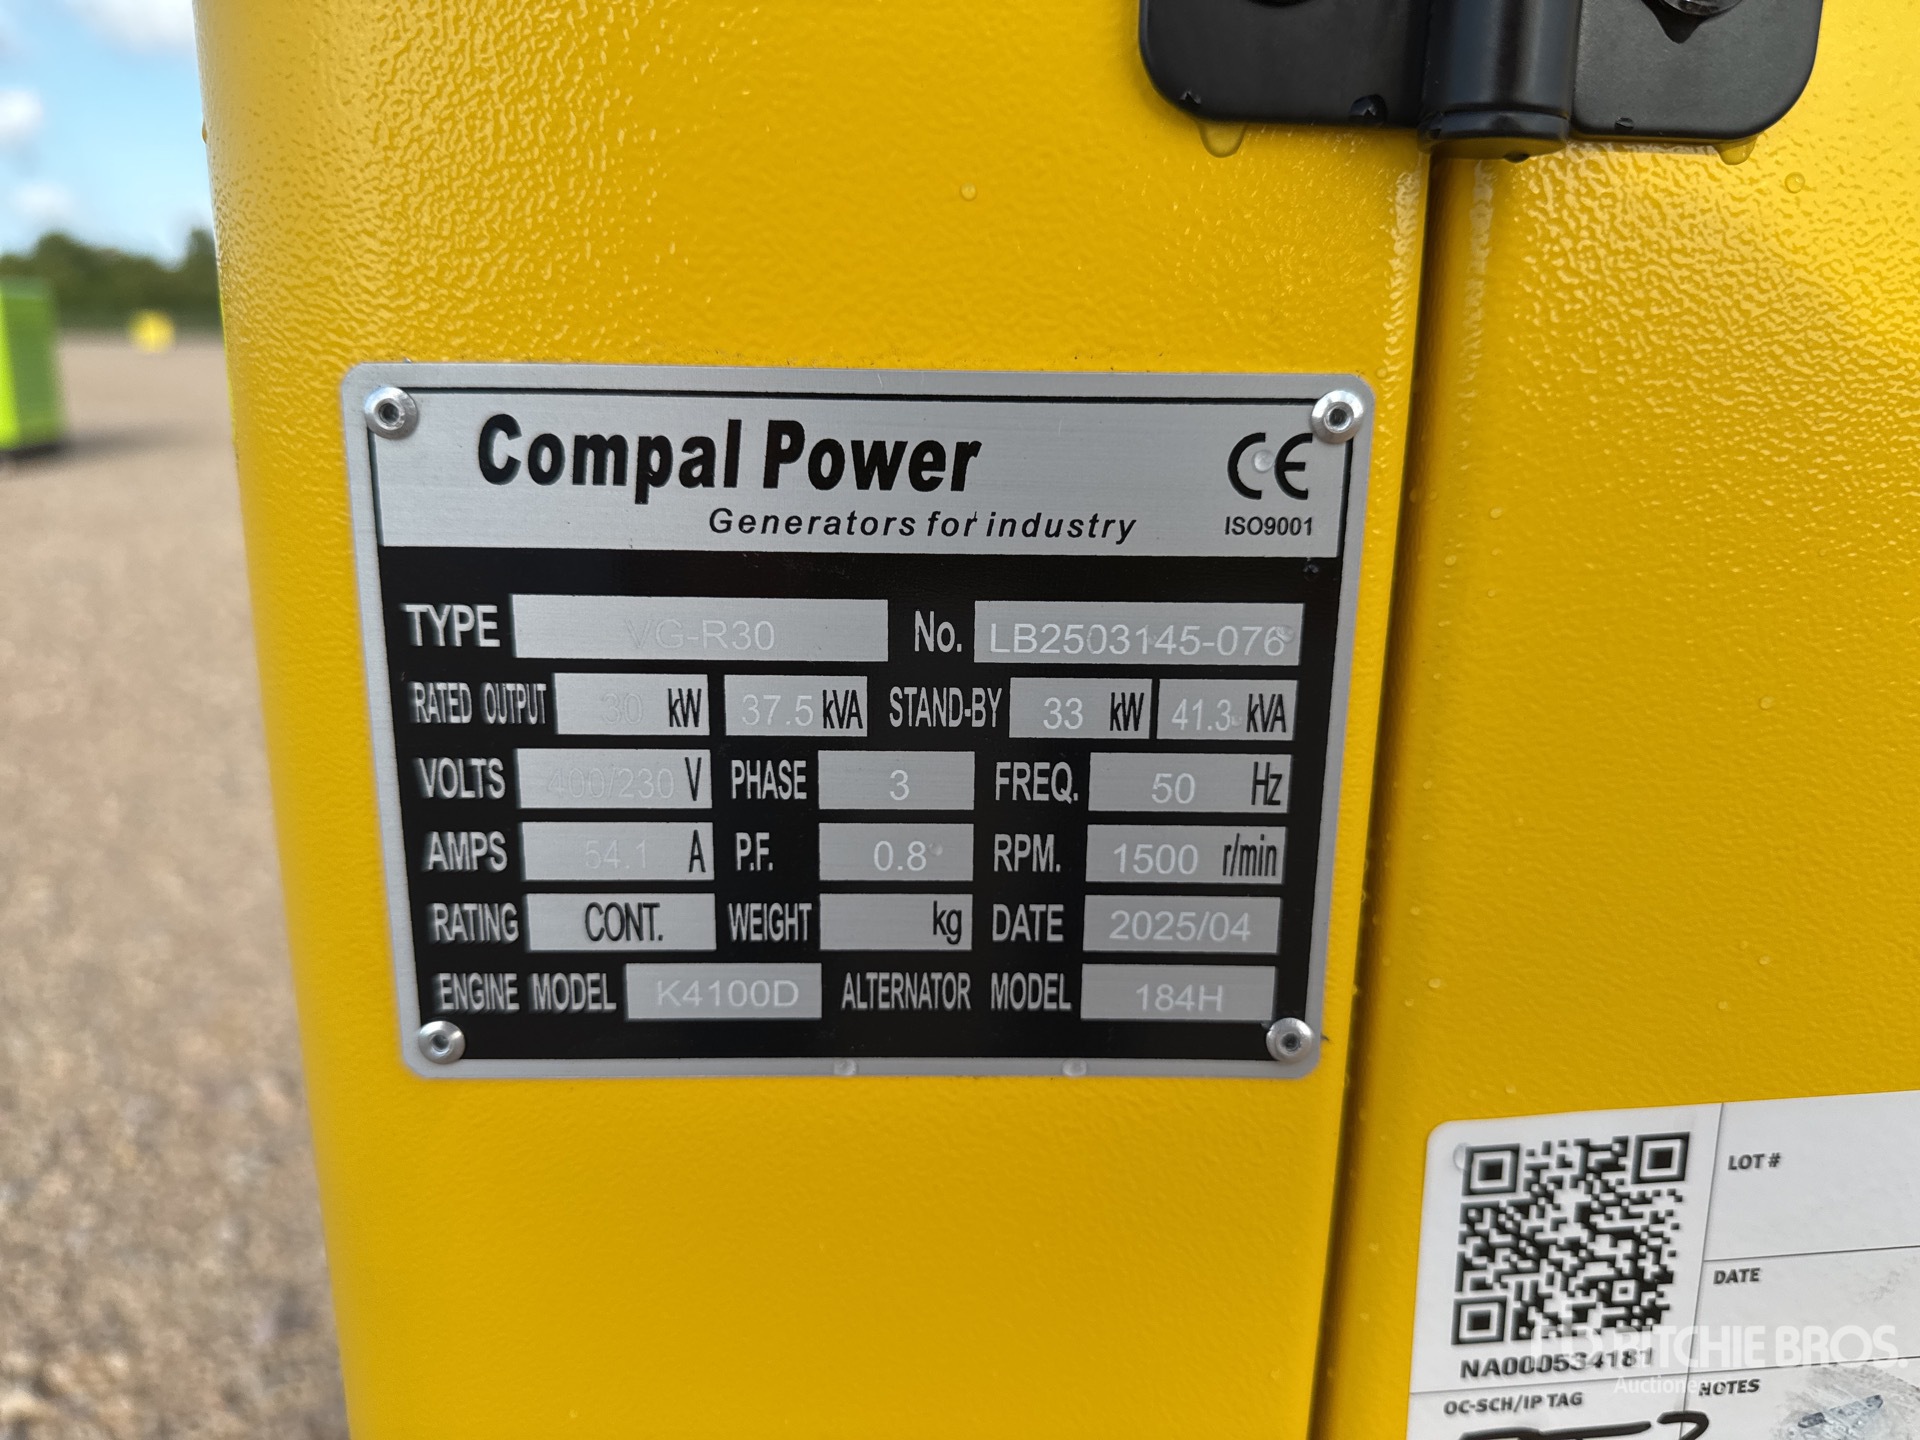 Compal Power
CE
Generators for industry
ISO9001
TYPE VG-R30 No. LB2503145-076
RATED OUTPUT 30 kW 37.5 kVA STAND-BY 33 kW 41.3 kVA
VOLTS 400/230 V PHASE 3 FREQ. 50 Hz
AMPS 54.1 A P.F. 0.8 RPM. 1500 r/min
RATING CONT. WEIGHT kg DATE 2025/04
ENGINE MODEL K4100D ALTERNATOR MODEL 184H
LOT #
DATE
NA000534181
RITCHIE BROS.
OC-SCH/IP TAG
NOTES